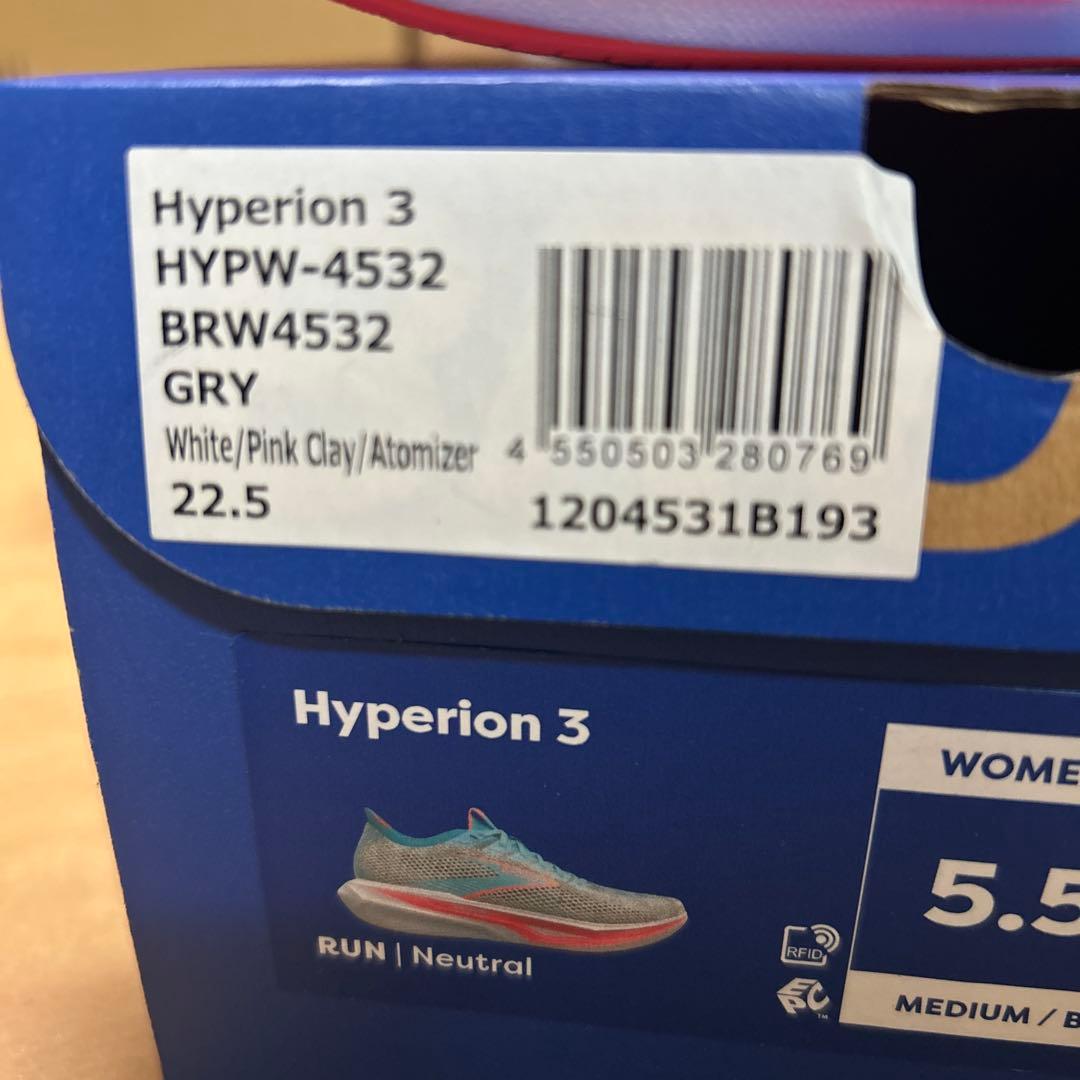 Hyperion 3
HYPW-4532
BRW4532
GRY
White/Pink Clay/Atomizer
22.5
4 550503 280769
1204531B193
Hyperion 3
RUN | Neutral
RFID
EPC™
WOME
5.5
MEDIUM / B